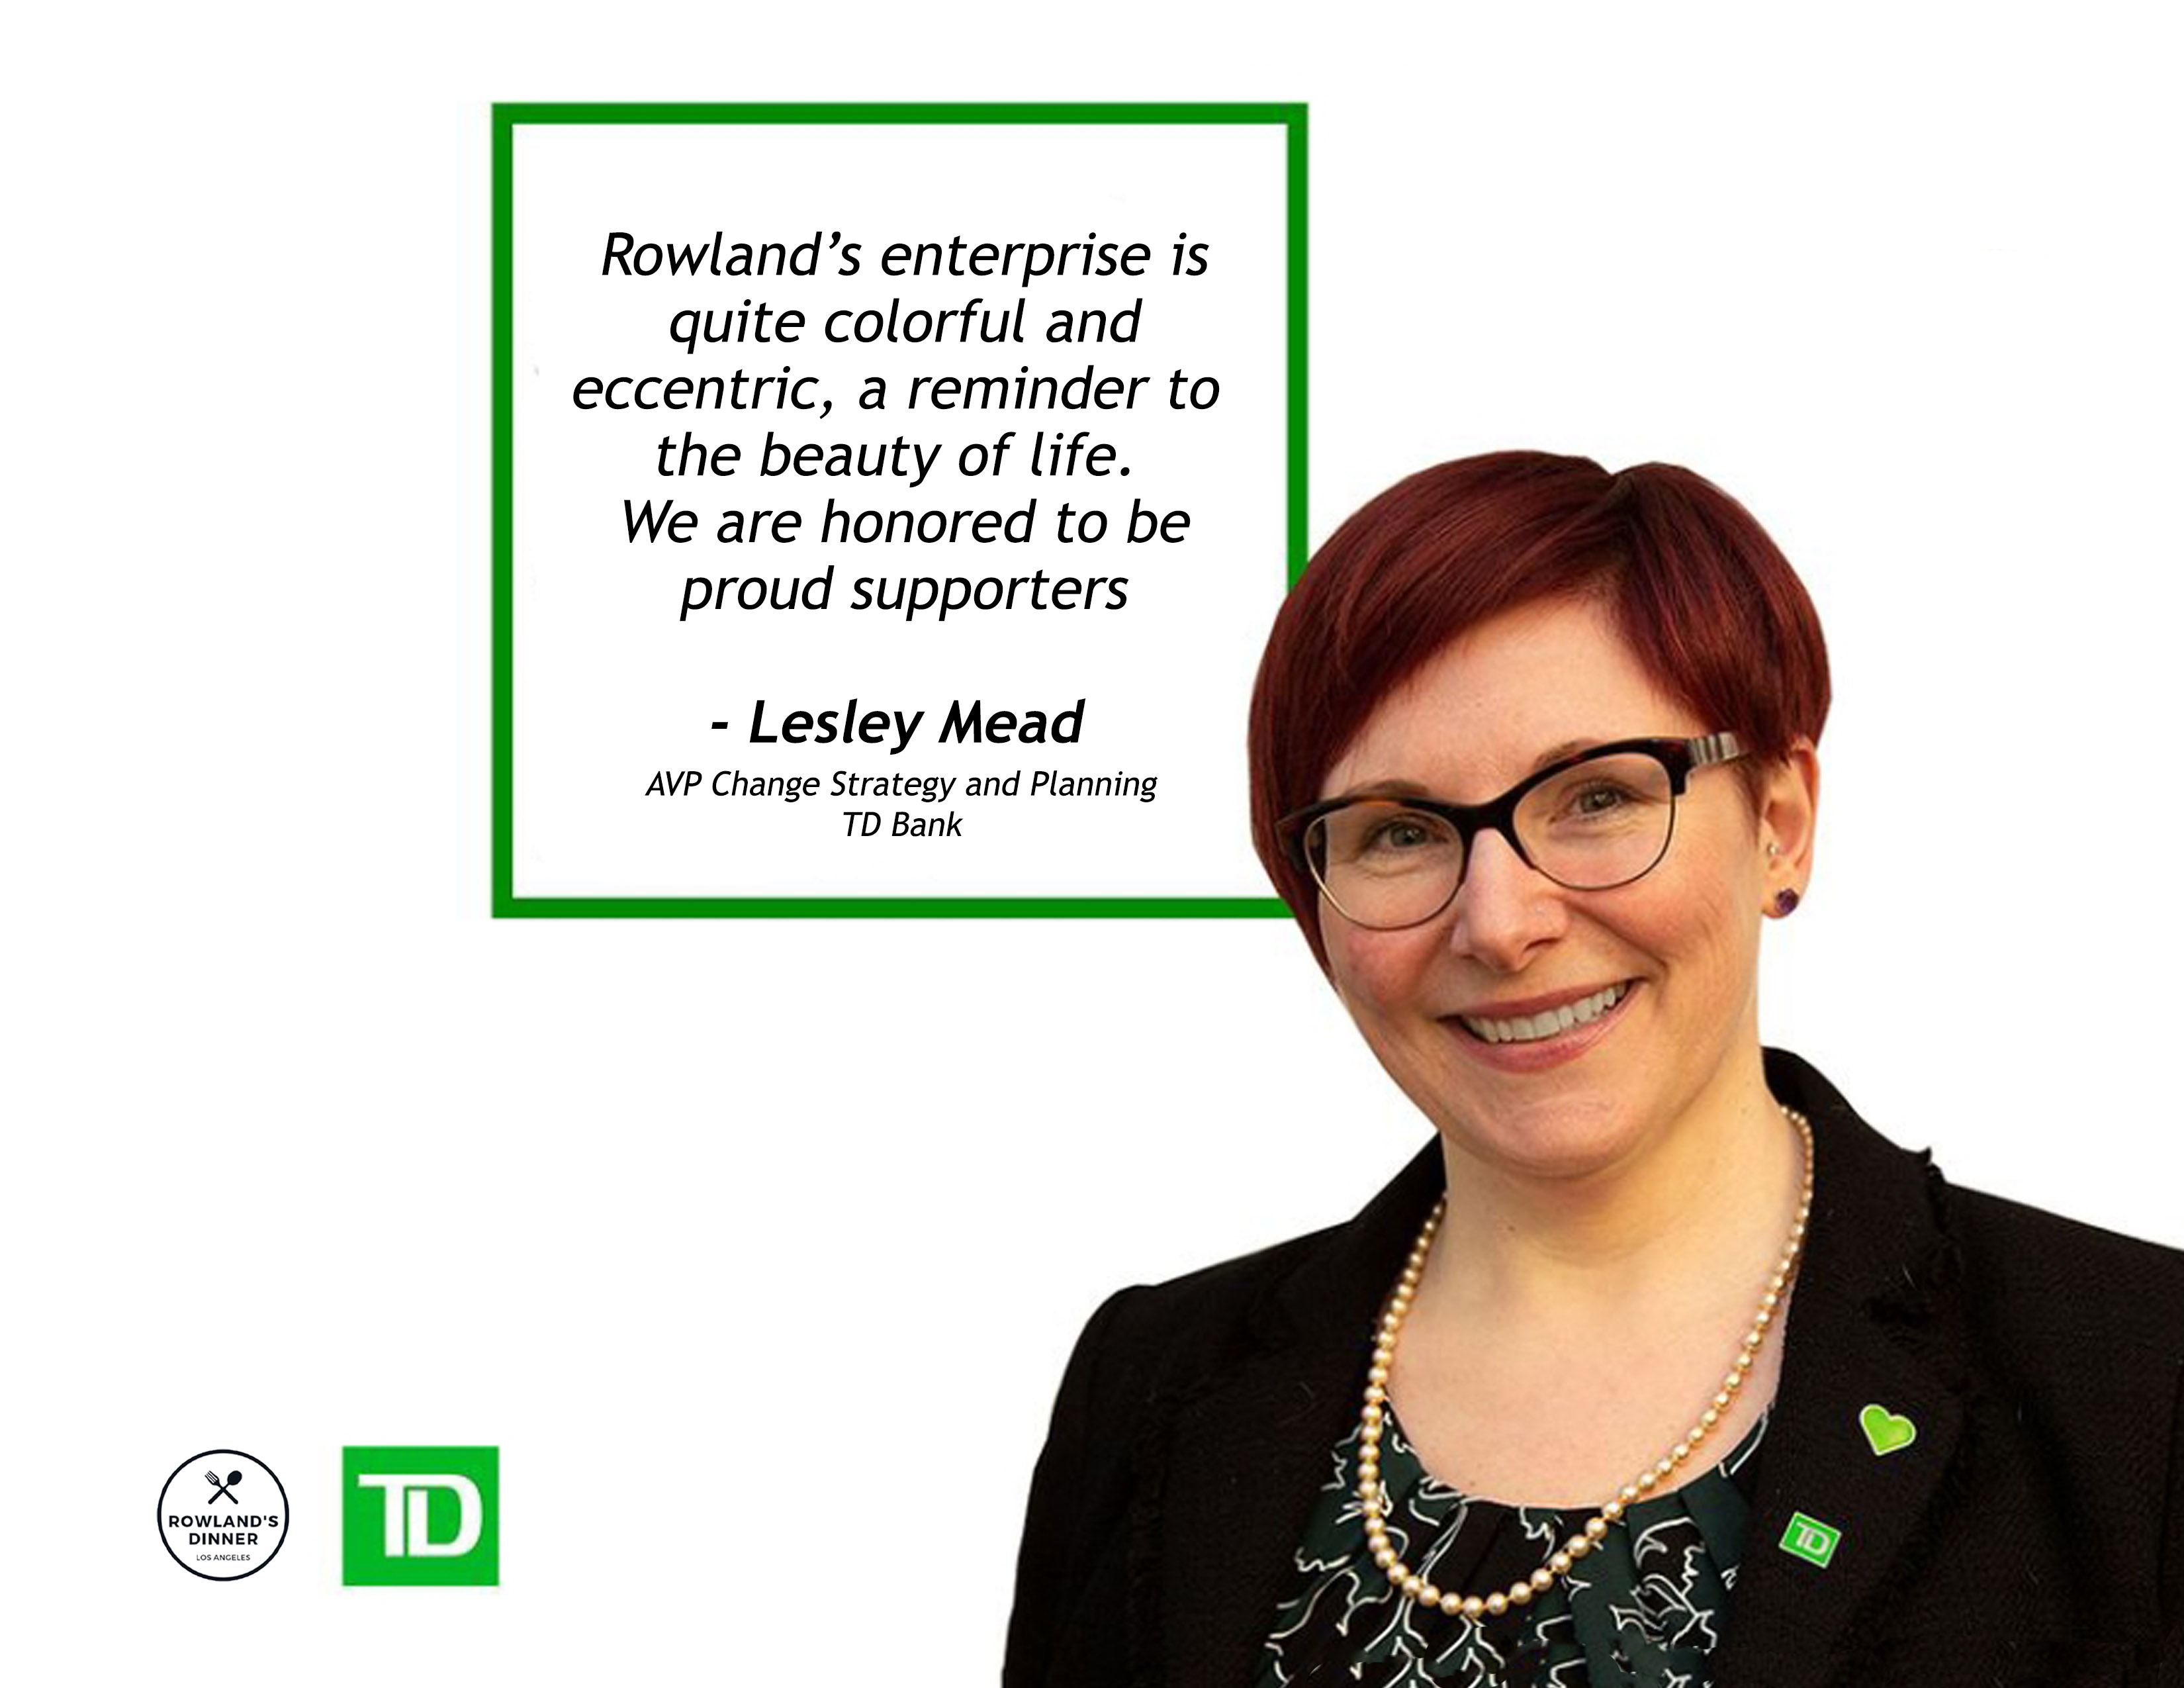 Rowland’s enterprise is
quite colorful and
eccentric, a reminder to
the beauty of life.
We are honored to be
proud supporters
- Lesley Mead
AVP Change Strategy and Planning
TD Bank
ROWLAND'S
DINNER
LOS ANGELES
TD
TD